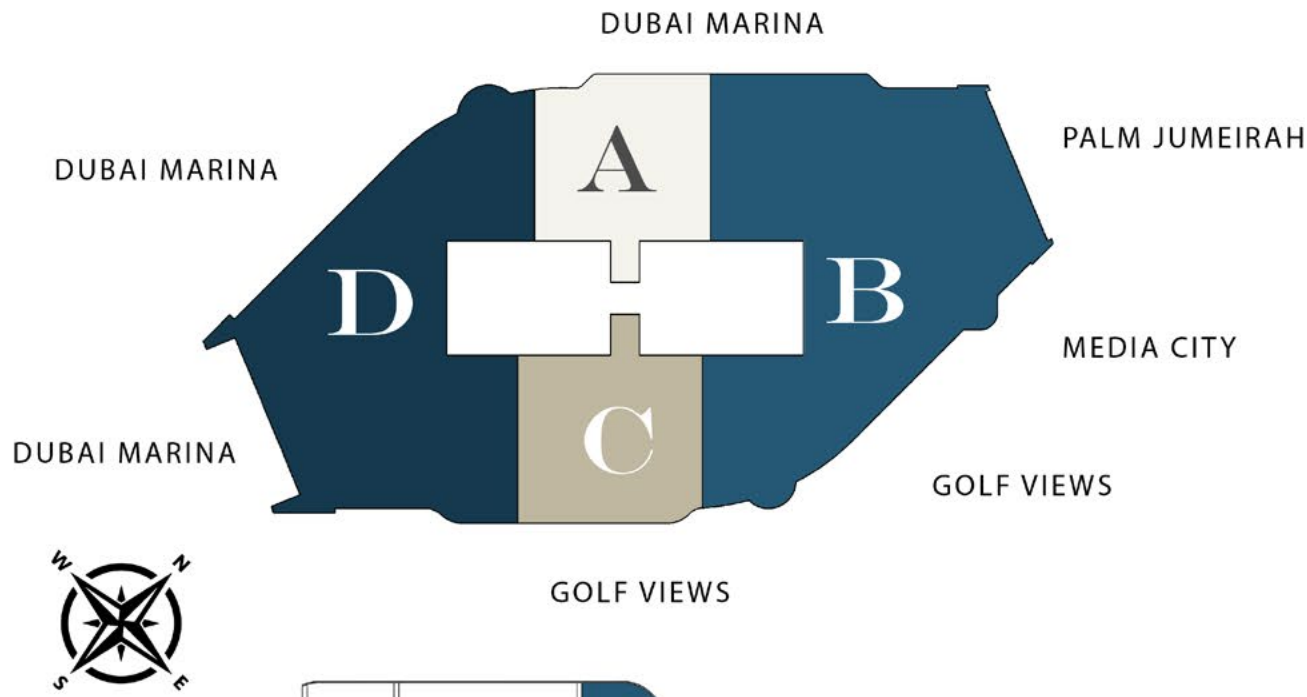 DUBAI MARINA
A
PALM JUMEIRAH
DUBAI MARINA
D
B
MEDIA CITY
C
DUBAI MARINA
GOLF VIEWS
W N
S E
GOLF VIEWS